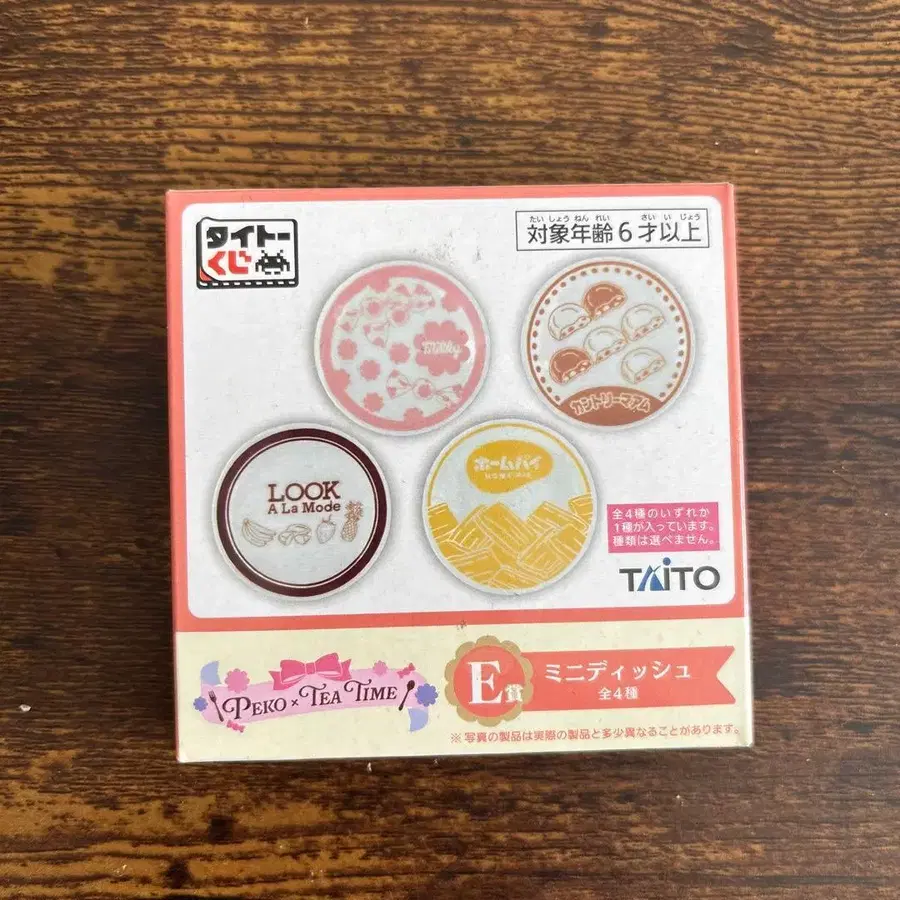 タイトー
くじ
たいしょうねんれい さいいじょう
対象年齢6才以上
Milky
カントリーマアム
LOOK
A La Mode
ホームパイ
HOME PIE
全4種のいずれか
1種が入っています。
種類は選べません。
TAITO
PEKO × TEA TIME
E賞
ミニディッシュ
全4種
※写真の製品は実際の製品と多少異なることがあります。